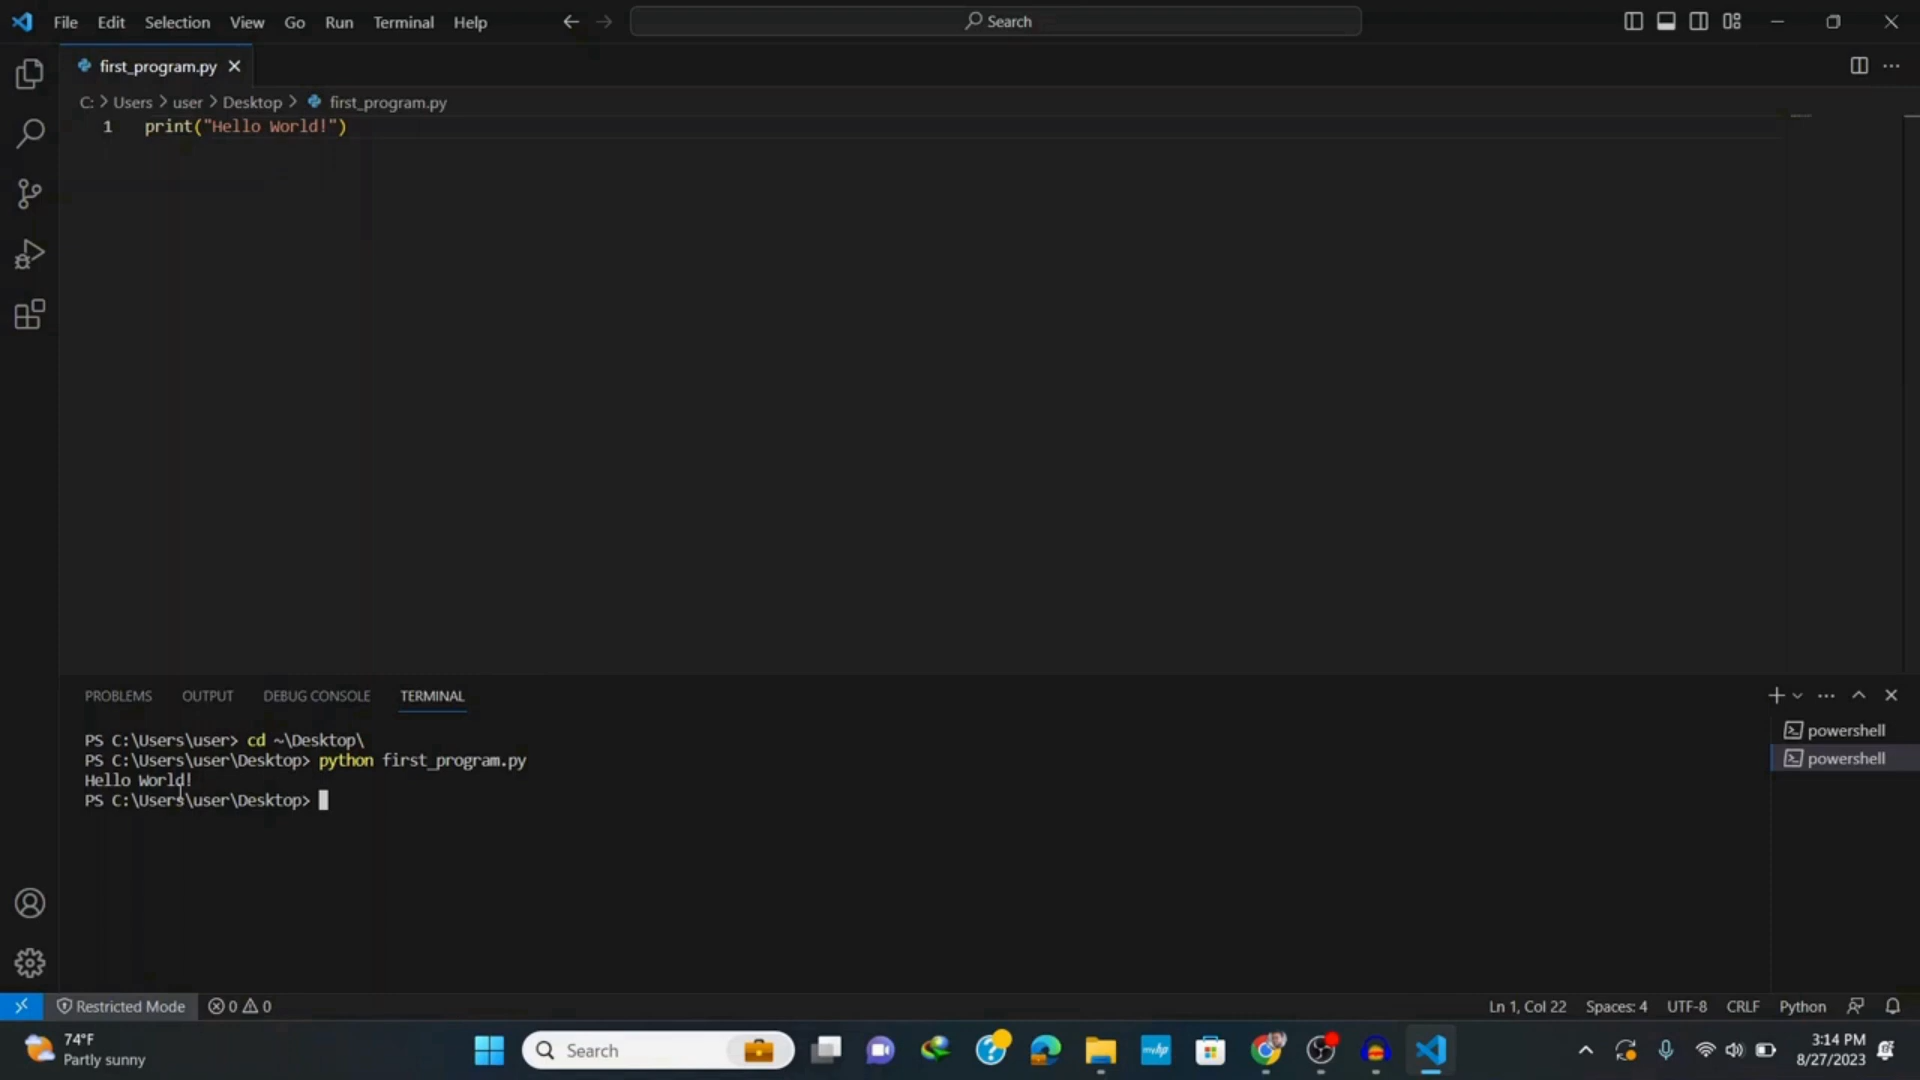 File Edit Selection View Go Run Terminal Help Search
first_program.py
C: > Users > user > Desktop > first_program.py
1 print("Hello World!")
PROBLEMS OUTPUT DEBUG CONSOLE TERMINAL
PS C:\Users\user> cd ~\Desktop\
PS C:\Users\user\Desktop> python first_program.py
Hello World!
PS C:\Users\user\Desktop>
powershell
powershell
Restricted Mode 0 0 Ln 1, Col 22 Spaces: 4 UTF-8 CRLF Python
74°F
Partly sunny
Search
myhp
3:14 PM
8/27/2023